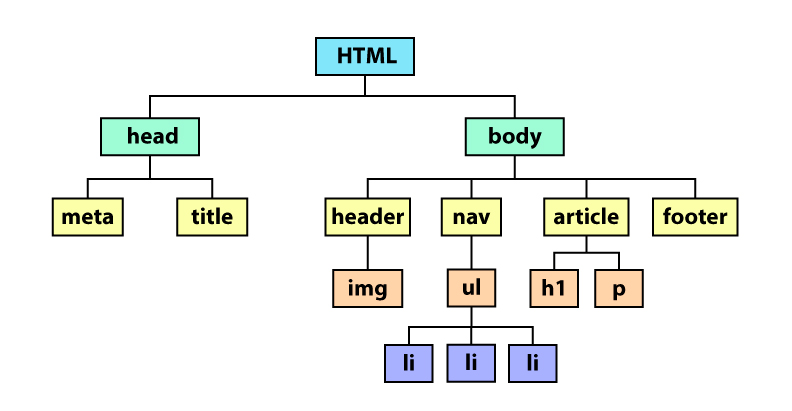 HTML
head body
meta title header nav article footer
img ul h1 p
li li li